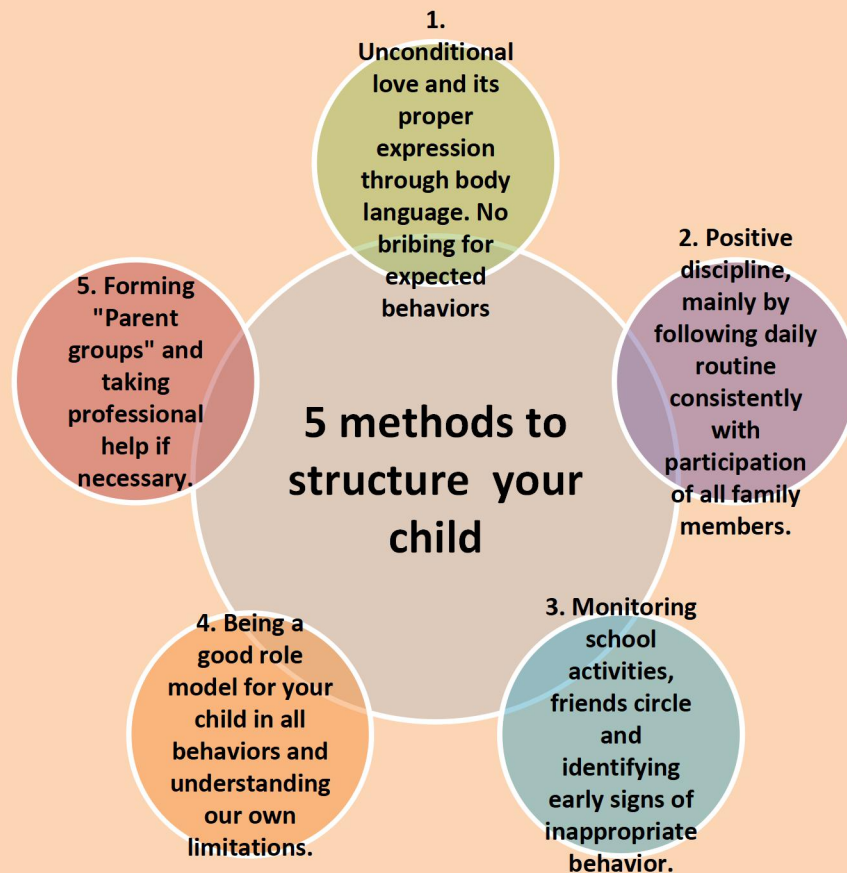 1.
Unconditional
love and its
proper
expression
through body
language. No
bribing for
expected
behaviors
2. Positive
discipline,
mainly by
following daily
routine
consistently
with
participation
of all family
members.
3. Monitoring
school
activities,
friends circle
and
identifying
early signs of
inappropriate
behavior.
4. Being a
good role
model for your
child in all
behaviors and
understanding
our own
limitations.
5. Forming
"Parent
groups" and
taking
professional
help if
necessary.
5 methods to
structure your
child